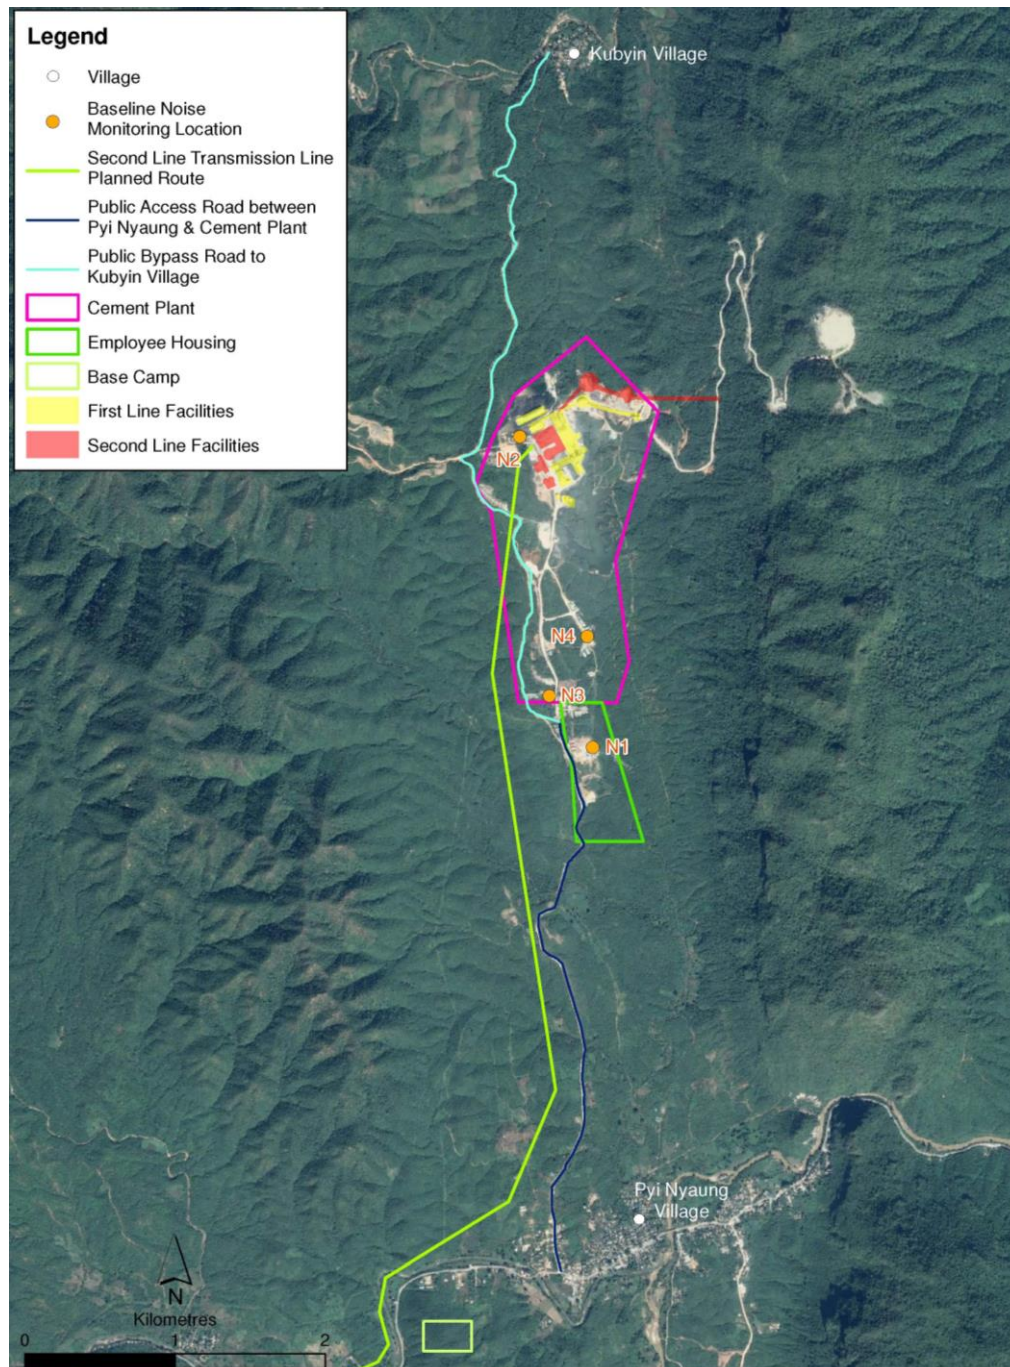 Legend
Village
Baseline Noise
Monitoring Location
Second Line Transmission Line
Planned Route
Public Access Road between
Pyi Nyaung & Cement Plant
Public Bypass Road to
Kubyin Village
Cement Plant
Employee Housing
Base Camp
First Line Facilities
Second Line Facilities
Kubyin Village
N2
N4
N3
N1
Pyi Nyaung
Village
N
Kilometres
0 1 2